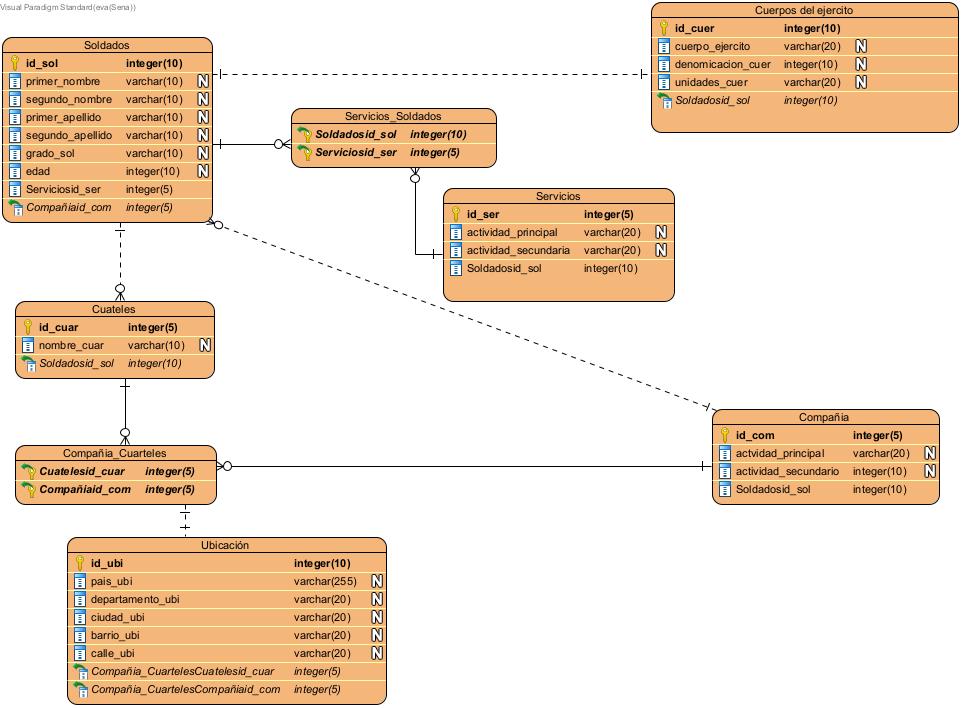 Visual Paradigm Standard(eva(Sena))
Cuerpos del ejercito
id_cuer integer(10)
cuerpo_ejercito varchar(20) N
denomicacion_cuer integer(10) N
unidades_cuer varchar(20) N
Soldadosid_sol integer(10)
Soldados
id_sol integer(10)
primer_nombre varchar(10) N
segundo_nombre varchar(10) N
primer_apellido varchar(10) N
segundo_apellido varchar(10) N
grado_sol varchar(10) N
edad integer(10) N
Serviciosid_ser integer(5)
Compañiaid_com integer(5)
Servicios_Soldados
Soldadosid_sol integer(10)
Serviciosid_ser integer(5)
Servicios
id_ser integer(5)
actividad_principal varchar(20) N
actividad_secundaria varchar(20) N
Soldadosid_sol integer(10)
Cuateles
id_cuar integer(5)
nombre_cuar varchar(10) N
Soldadosid_sol integer(10)
Compañia
id_com integer(5)
actvidad_principal varchar(20) N
actividad_secundario integer(10) N
Soldadosid_sol integer(10)
Compañia_Cuarteles
Cuatelesid_cuar integer(5)
Compañiaid_com integer(5)
Ubicación
id_ubi integer(10)
pais_ubi varchar(255) N
departamento_ubi varchar(20) N
ciudad_ubi varchar(20) N
barrio_ubi varchar(20) N
calle_ubi varchar(20) N
Compañia_CuartelesCuatelesid_cuar integer(5)
Compañia_CuartelesCompañiaid_com integer(5)